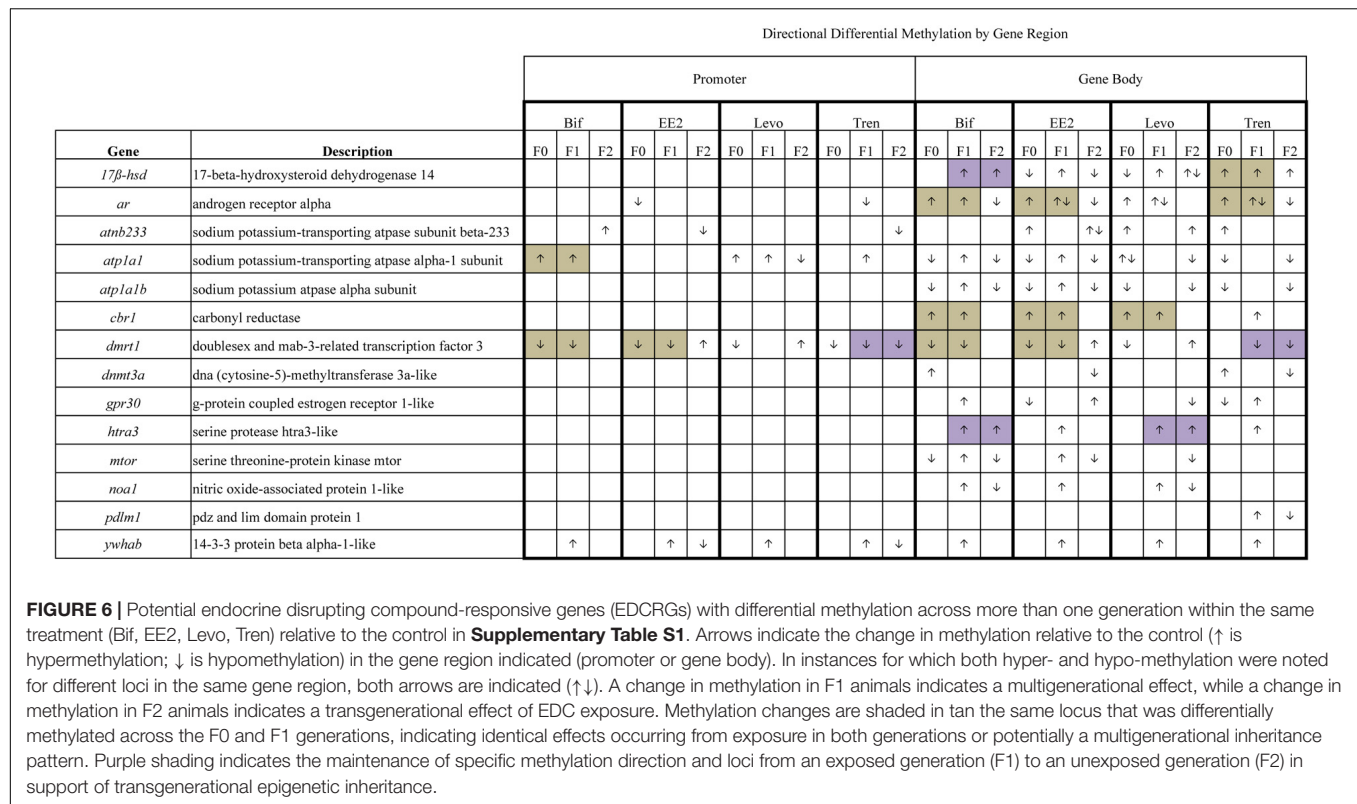 Directional Differential Methylation by Gene Region
Promoter Gene Body
Bif EE2 Levo Tren Bif EE2 Levo Tren
Gene Description F0 F1 F2 F0 F1 F2 F0 F1 F2 F0 F1 F2 F0 F1 F2 F0 F1 F2 F0 F1 F2 F0 F1 F2
17β-hsd 17-beta-hydroxysteroid dehydrogenase 14 ↑ ↑ ↓ ↑ ↓ ↓ ↑ ↑↓ ↑ ↑ ↑
ar androgen receptor alpha ↓ ↓ ↑ ↑ ↓ ↑ ↑↓ ↓ ↑ ↑↓ ↑ ↑↓ ↓
atnb233 sodium potassium-transporting atpase subunit beta-233 ↑ ↓ ↓ ↑ ↑↓ ↑ ↑ ↑
atp1a1 sodium potassium-transporting atpase alpha-1 subunit ↑ ↑ ↑ ↑ ↓ ↑ ↓ ↑ ↓ ↓ ↑ ↓ ↑↓ ↓ ↓ ↓
atp1a1b sodium potassium atpase alpha subunit ↓ ↑ ↓ ↓ ↑ ↓ ↓ ↓ ↓ ↓
cbr1 carbonyl reductase ↑ ↑ ↑ ↑ ↑ ↑ ↑
dmrt1 doublesex and mab-3-related transcription factor 3 ↓ ↓ ↓ ↓ ↑ ↓ ↑ ↓ ↓ ↓ ↓ ↓ ↓ ↓ ↑ ↓ ↑ ↓ ↓
dnmt3a dna (cytosine-5)-methyltransferase 3a-like ↑ ↓ ↑ ↓
gpr30 g-protein coupled estrogen receptor 1-like ↑ ↓ ↑ ↓ ↓ ↑
htra3 serine protease htra3-like ↑ ↑ ↑ ↑ ↑ ↑
mtor serine threonine-protein kinase mtor ↓ ↑ ↓ ↑ ↓ ↓
noa1 nitric oxide-associated protein 1-like ↑ ↓ ↑ ↑ ↓
pdlm1 pdz and lim domain protein 1 ↑ ↓
ywhab 14-3-3 protein beta alpha-1-like ↑ ↑ ↓ ↑ ↑ ↓ ↑ ↑ ↑ ↑
FIGURE 6 | Potential endocrine disrupting compound-responsive genes (EDCRGs) with differential methylation across more than one generation within the same
treatment (Bif, EE2, Levo, Tren) relative to the control in Supplementary Table S1. Arrows indicate the change in methylation relative to the control (↑ is
hypermethylation; ↓ is hypomethylation) in the gene region indicated (promoter or gene body). In instances for which both hyper- and hypo-methylation were noted
for different loci in the same gene region, both arrows are indicated (↑↓). A change in methylation in F1 animals indicates a multigenerational effect, while a change in
methylation in F2 animals indicates a transgenerational effect of EDC exposure. Methylation changes are shaded in tan the same locus that was differentially
methylated across the F0 and F1 generations, indicating identical effects occurring from exposure in both generations or potentially a multigenerational inheritance
pattern. Purple shading indicates the maintenance of specific methylation direction and loci from an exposed generation (F1) to an unexposed generation (F2) in
support of transgenerational epigenetic inheritance.